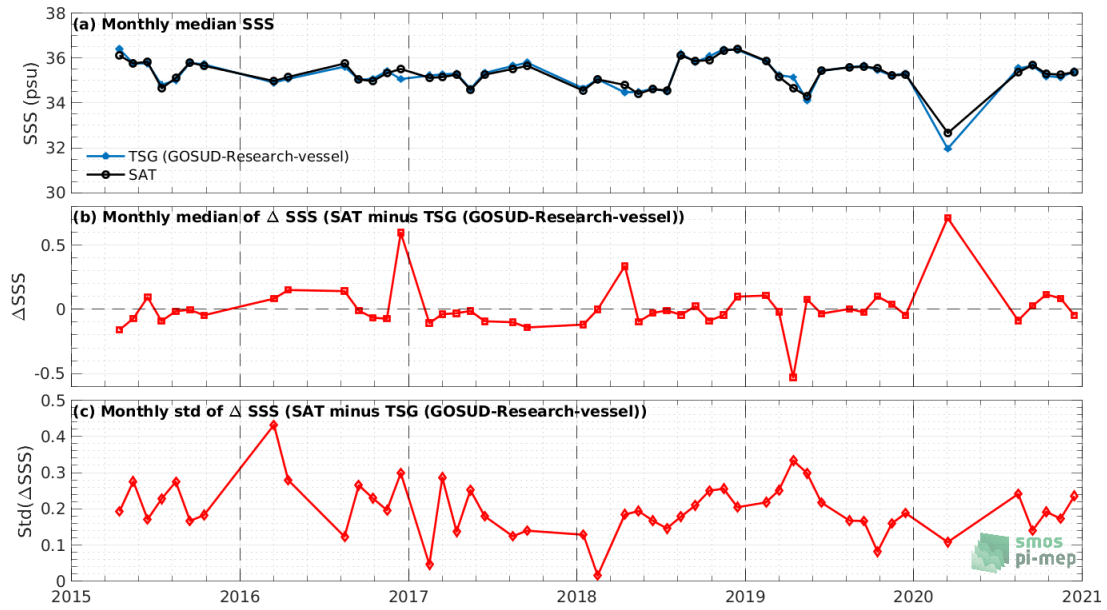 (a) Monthly median SSS
38
36
34
32
30
SSS (psu)
TSG (GOSUD-Research-vessel)
SAT
(b) Monthly median of Δ SSS (SAT minus TSG (GOSUD-Research-vessel))
0.5
0
-0.5
ΔSSS
(c) Monthly std of Δ SSS (SAT minus TSG (GOSUD-Research-vessel))
0.5
0.4
0.3
0.2
0.1
0
Std(ΔSSS)
smos
pi-mep
2015 2016 2017 2018 2019 2020 2021